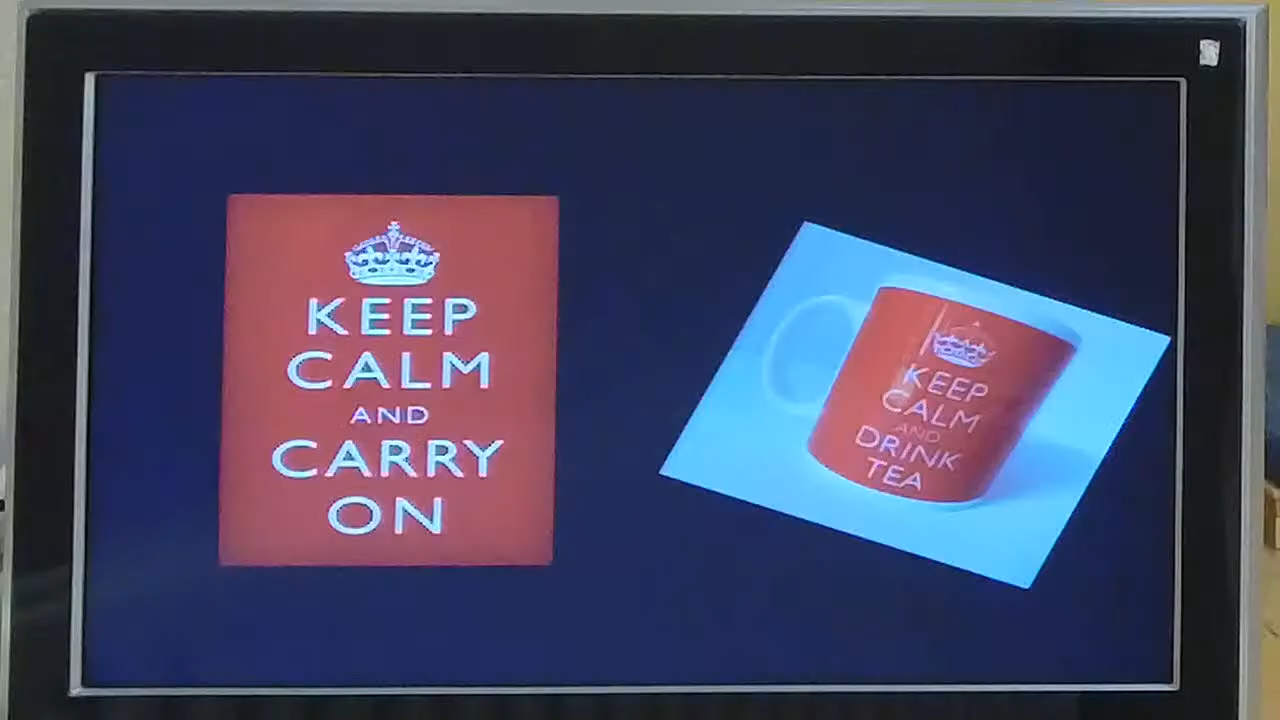 KEEP
CALM
AND
CARRY
ON
KEEP
CALM
AND
DRINK
TEA